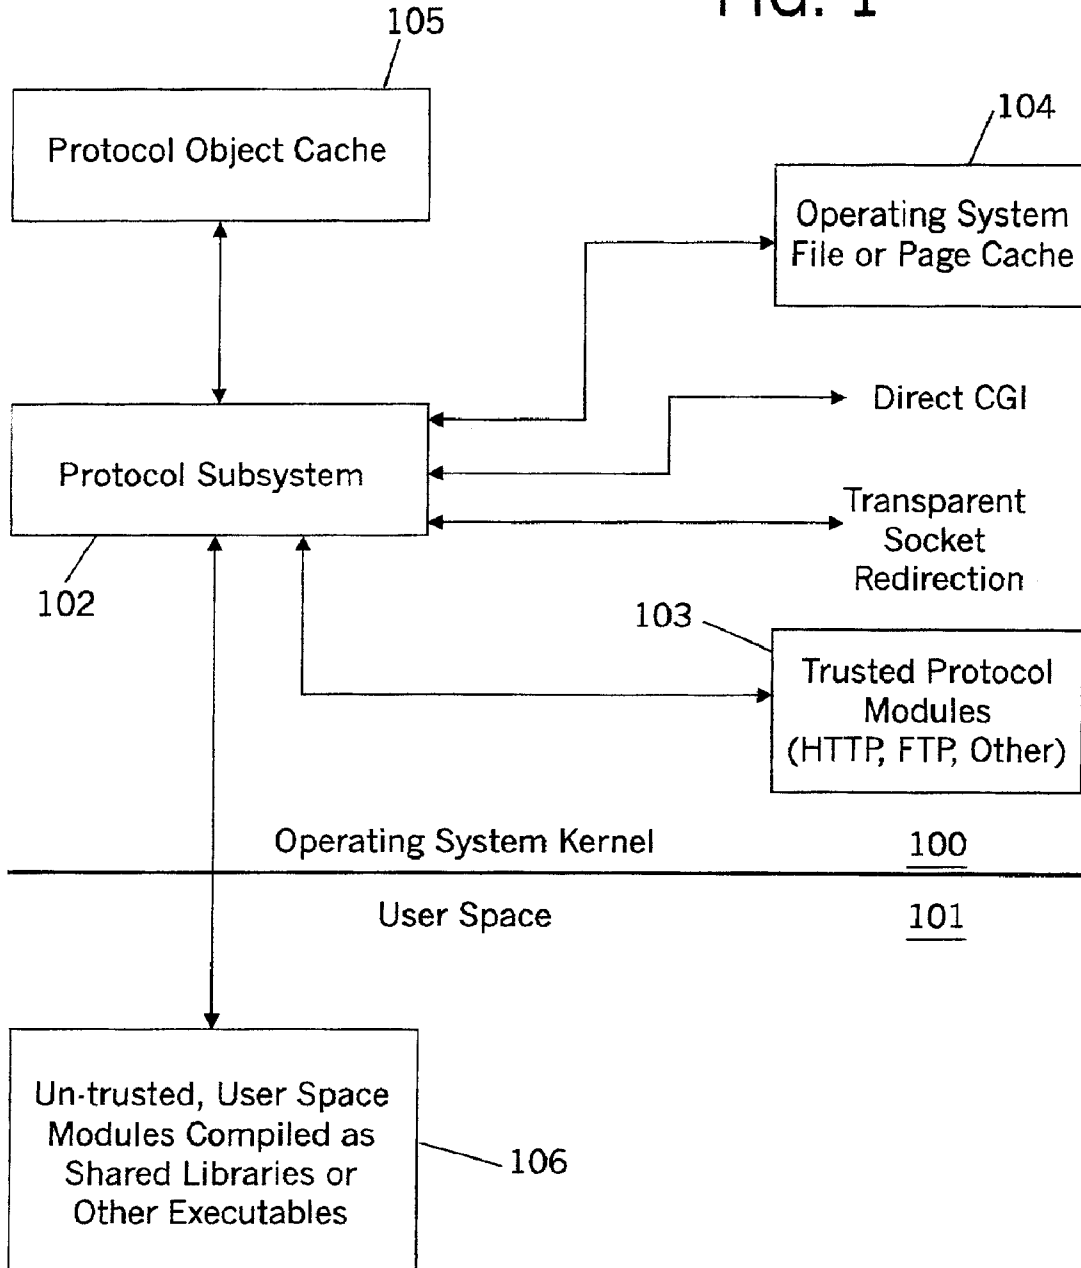 FIG. 1
105
Protocol Object Cache
104
Operating System
File or Page Cache
Direct CGI
Protocol Subsystem
Transparent
Socket
Redirection
102
103
Trusted Protocol
Modules
(HTTP, FTP, Other)
Operating System Kernel
100
User Space
101
Un-trusted, User Space
Modules Compiled as
Shared Libraries or
Other Executables
106